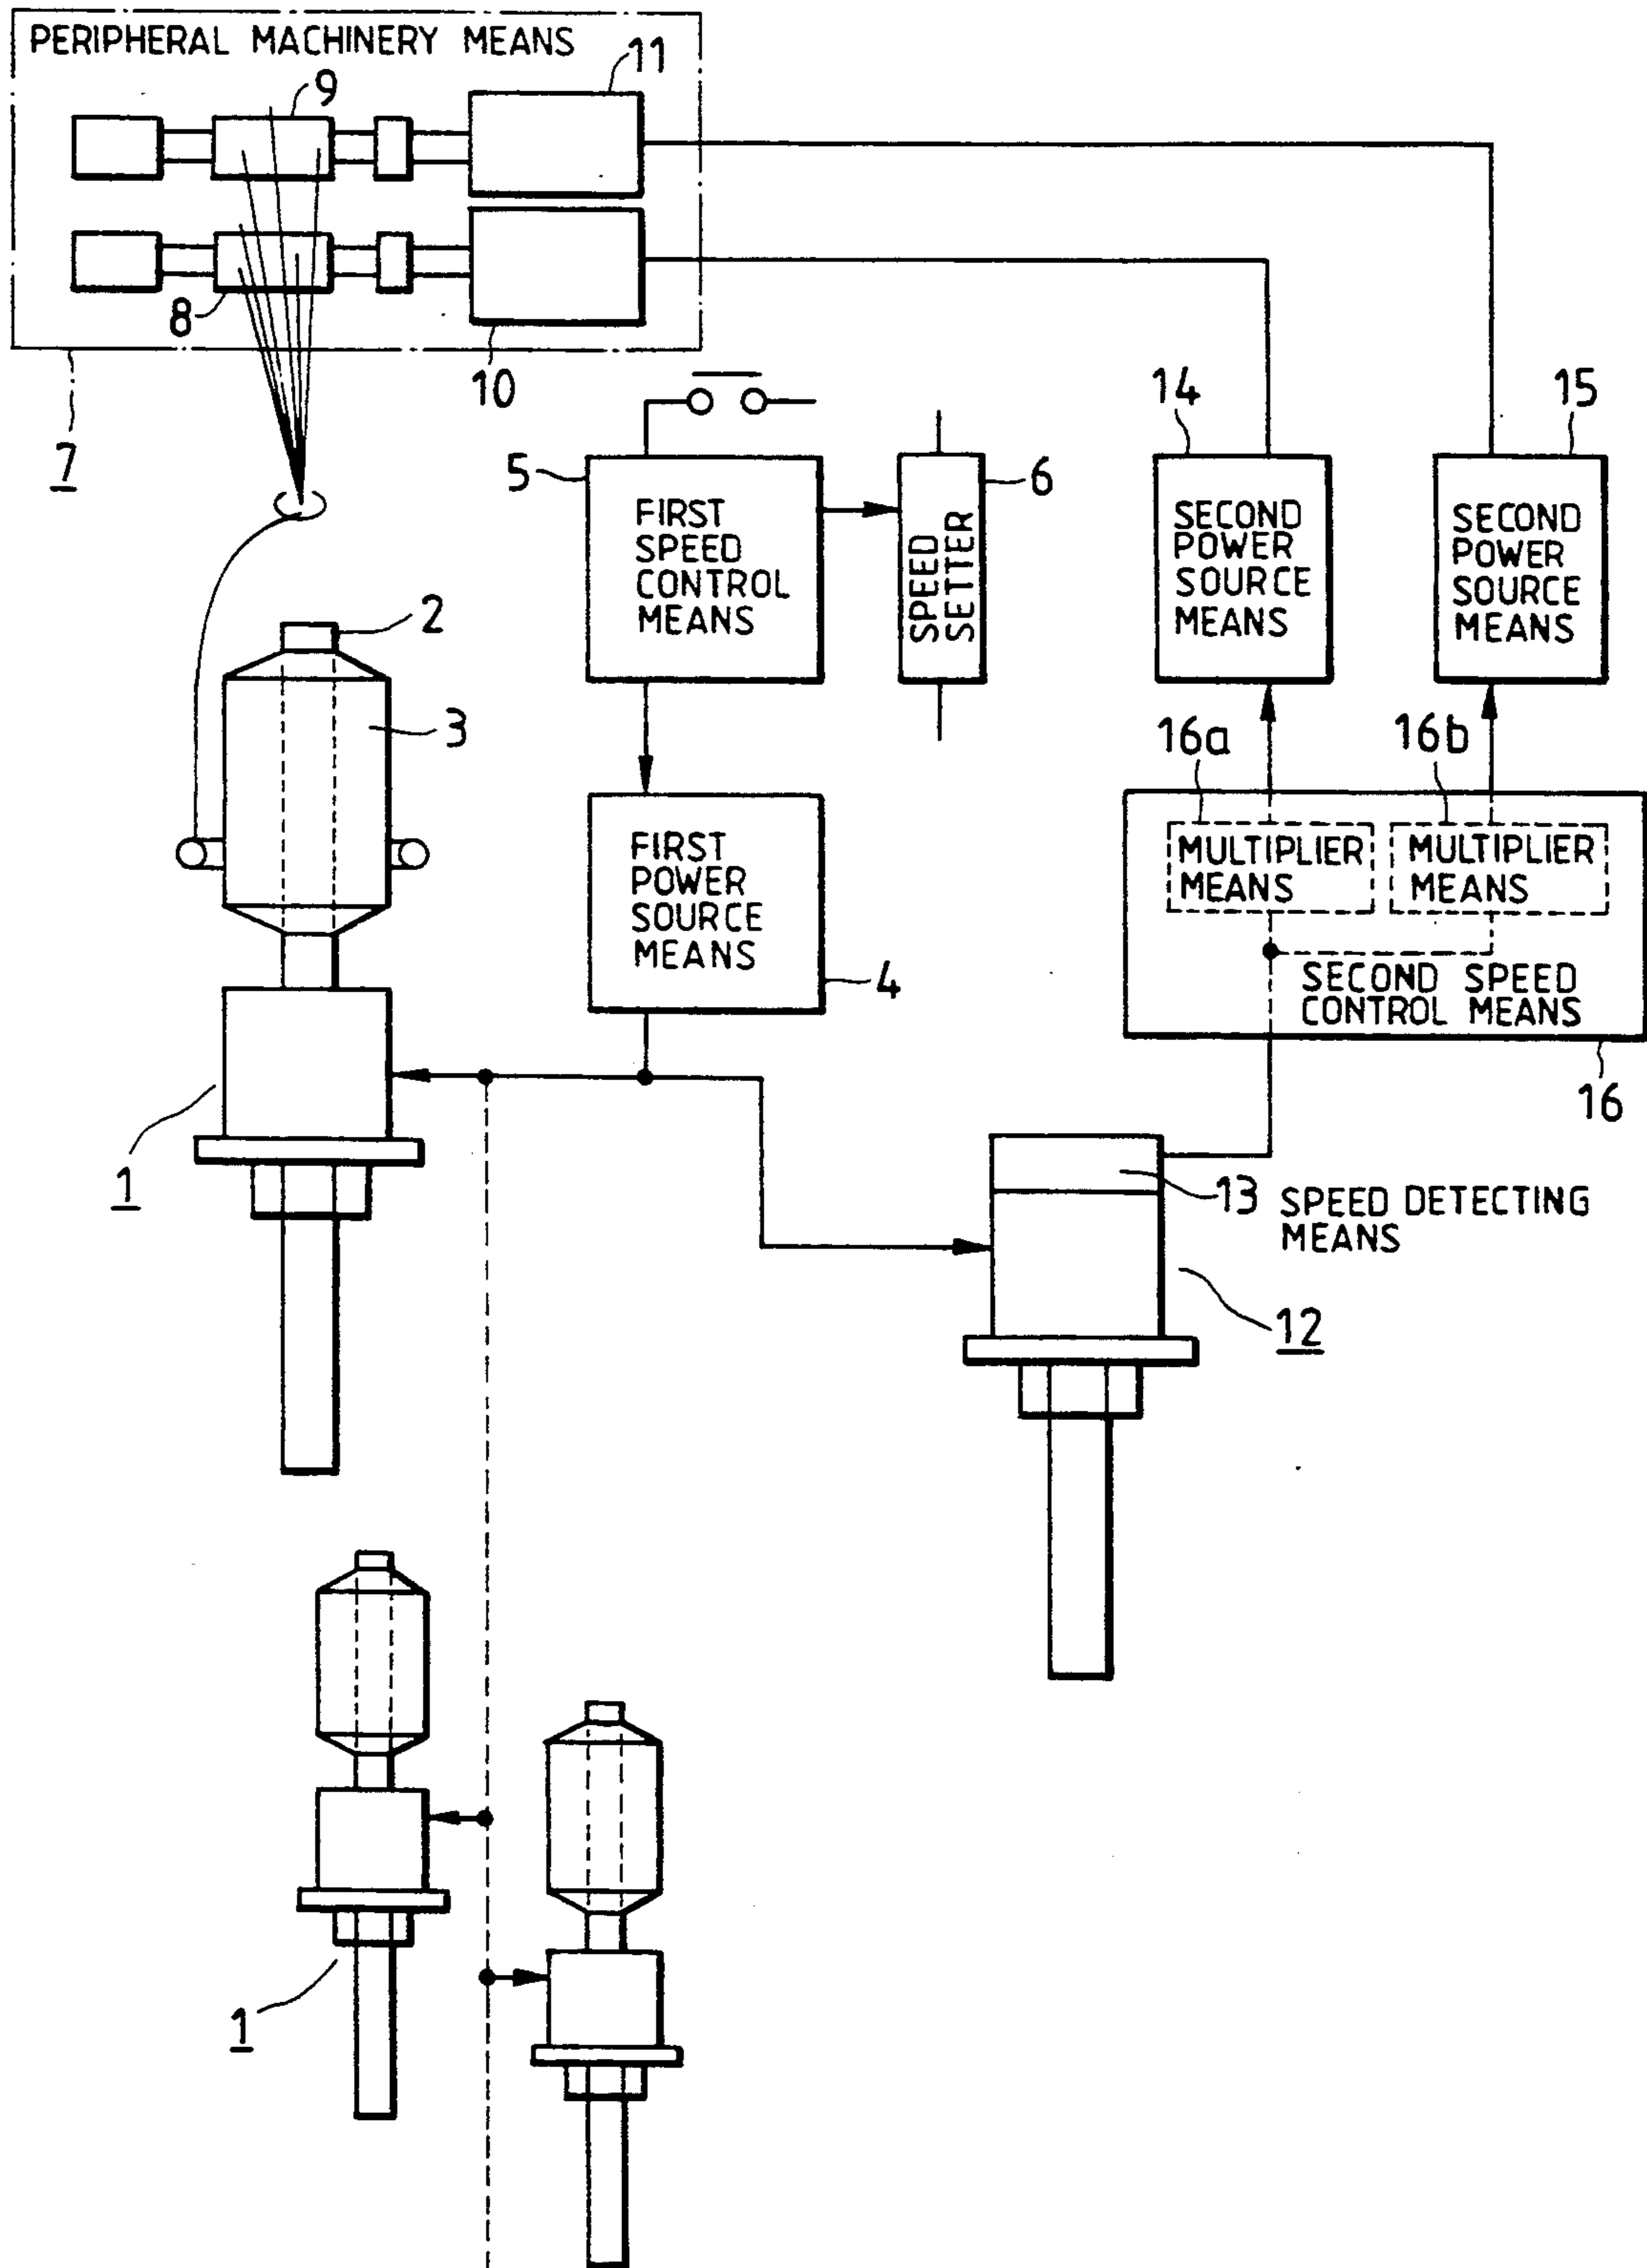 PERIPHERAL MACHINERY MEANS
11
9
8
10
7
14
15
5
FIRST
SPEED
CONTROL
MEANS
6
SPEED
SETTER
SECOND
POWER
SOURCE
MEANS
SECOND
POWER
SOURCE
MEANS
2
3
16a
16b
FIRST
POWER
SOURCE
MEANS
4
MULTIPLIER
MEANS
MULTIPLIER
MEANS
SECOND SPEED
CONTROL MEANS
16
1
13 SPEED DETECTING
MEANS
12
1